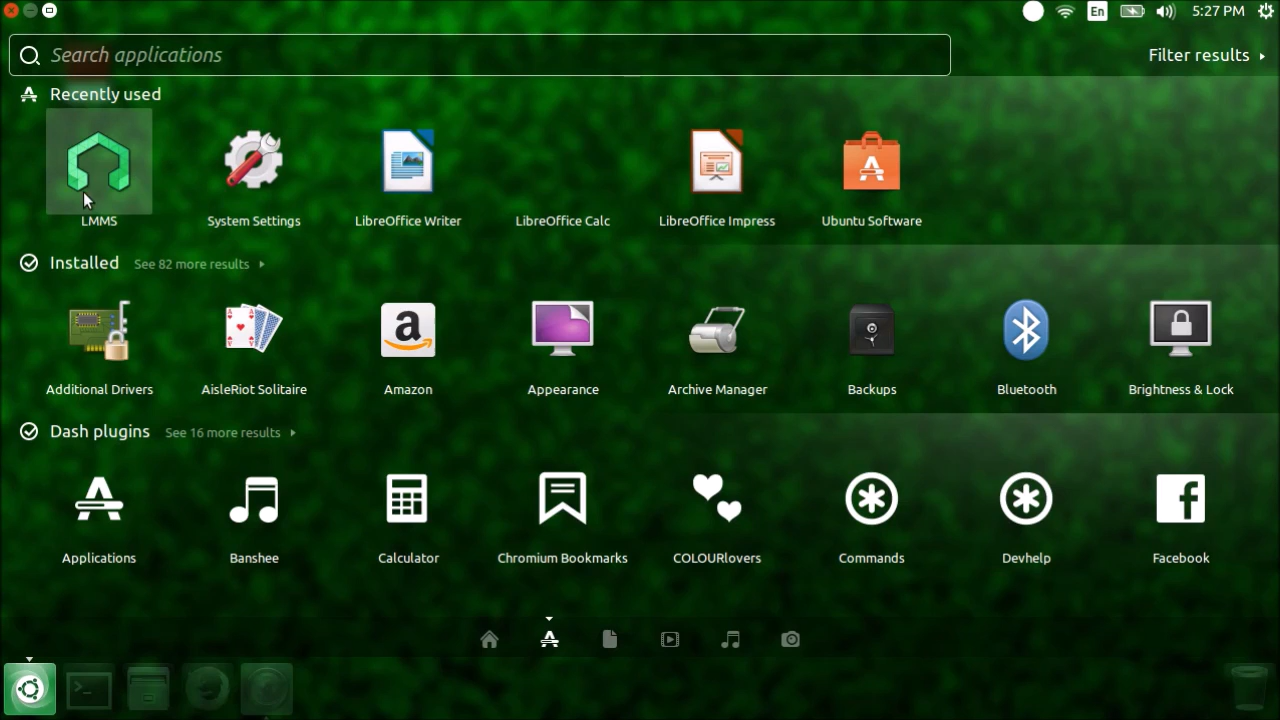 En
5:27 PM
Search applications
Filter results
Recently used
LMMS
System Settings
LibreOffice Writer
LibreOffice Calc
LibreOffice Impress
Ubuntu Software
Installed See 82 more results
Additional Drivers
AisleRiot Solitaire
Amazon
Appearance
Archive Manager
Backups
Bluetooth
Brightness & Lock
Dash plugins See 16 more results
Applications
Banshee
Calculator
Chromium Bookmarks
COLOURlovers
Commands
Devhelp
Facebook